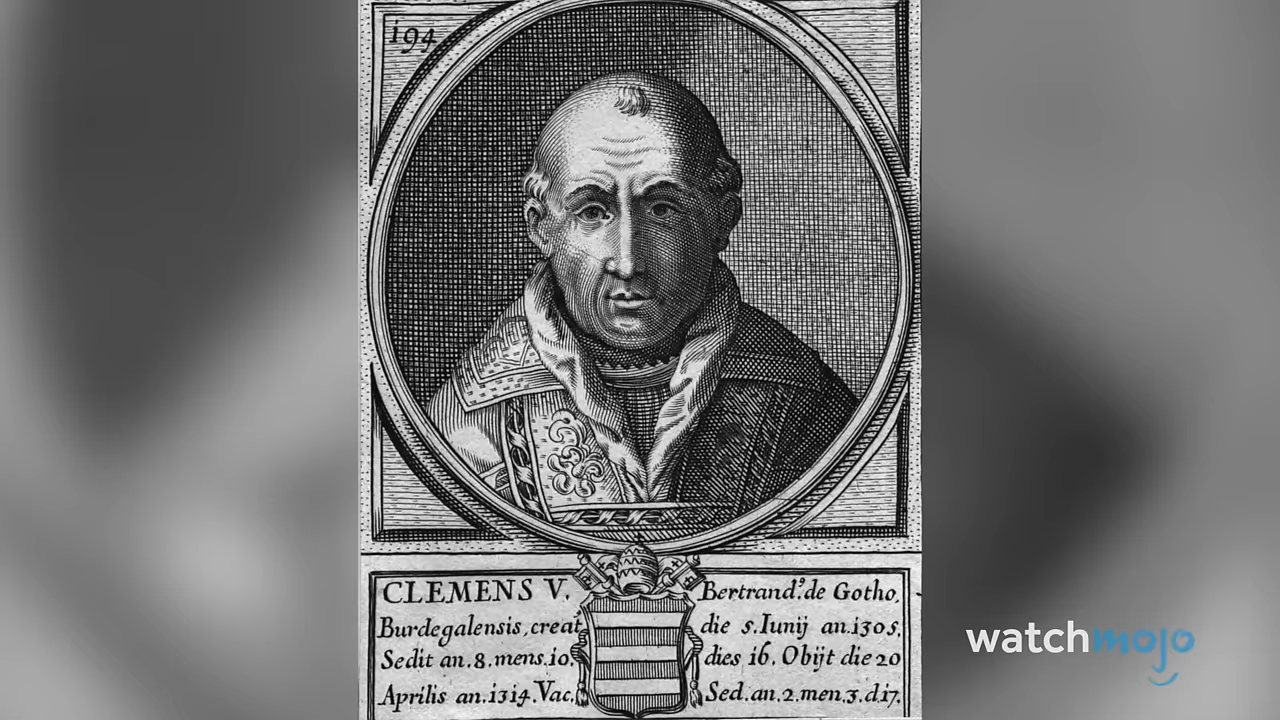 194
CLEMENS V. Bertrand⁹. de Gotho,
Burdegalensis, creat die 5. Iunij an. 1305.
Sedit an. 8. mens. 10. dies 16. Obijt die 20
Aprilis an. 1314. Vac. Sed. an. 2. men. 3. d. 17.
watchmojo